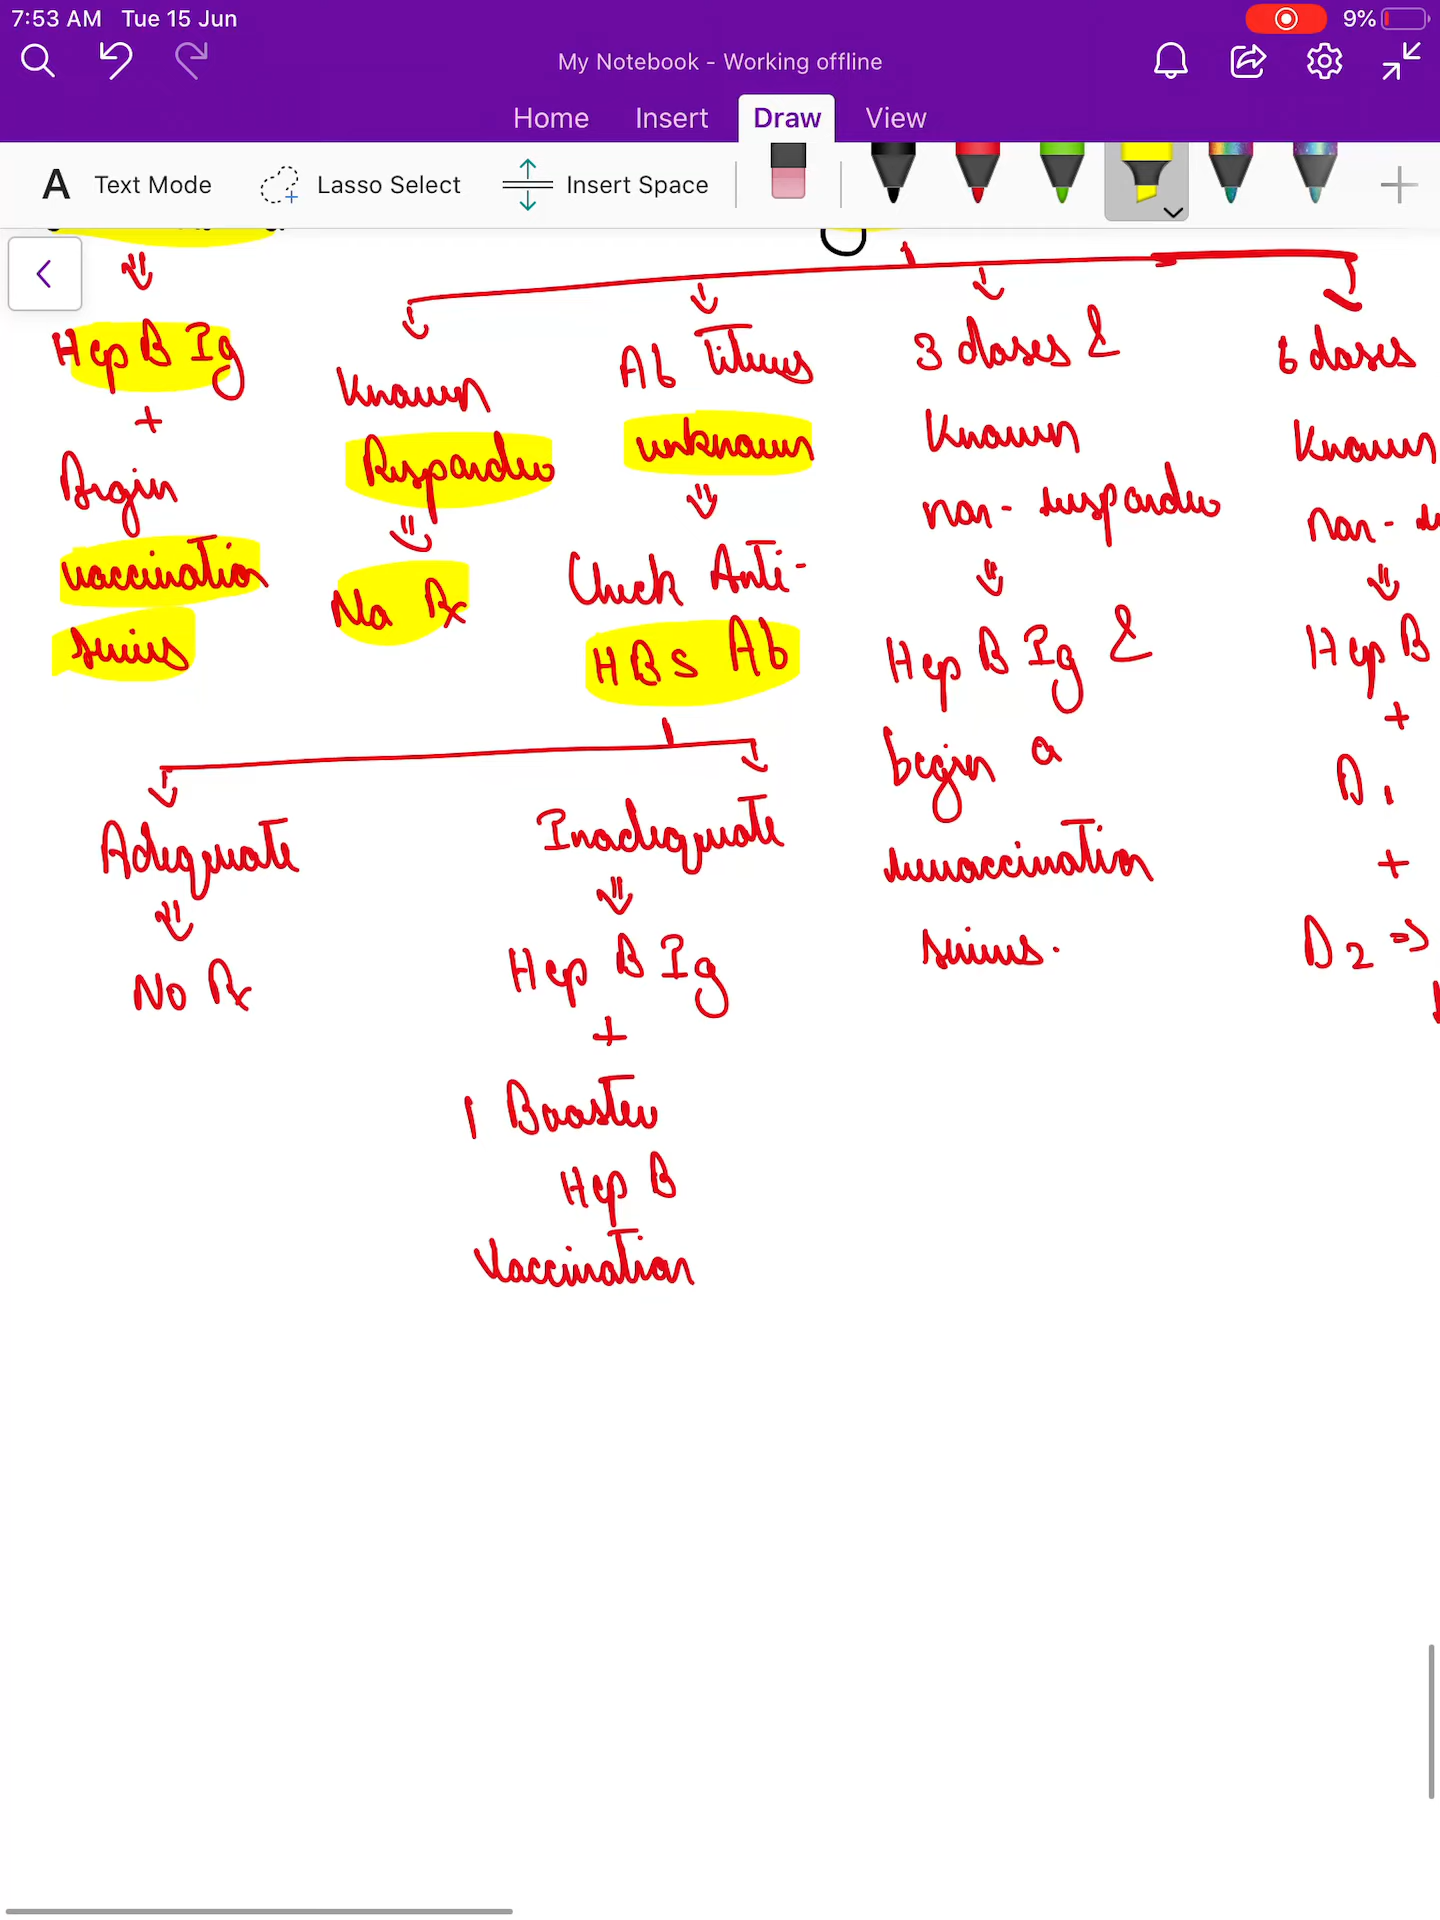 7:53 AM Tue 15 Jun
9%
My Notebook - Working offline
Home Insert Draw View
A Text Mode Lasso Select Insert Space
Hep B Ig
+
Begin
vaccination
series
Known
Responder
No Rx
Ab titers
unknown
Check Anti-
HBs Ab
Adequate
No Rx
Inadequate
Hep B Ig
+
1 Booster
Hep B
Vaccination
3 doses &
Known
non-responder
Hep B Ig &
begin a
revaccination
series.
6 doses
Known
non-
Hep B
+
D1
+
D2 ⇒